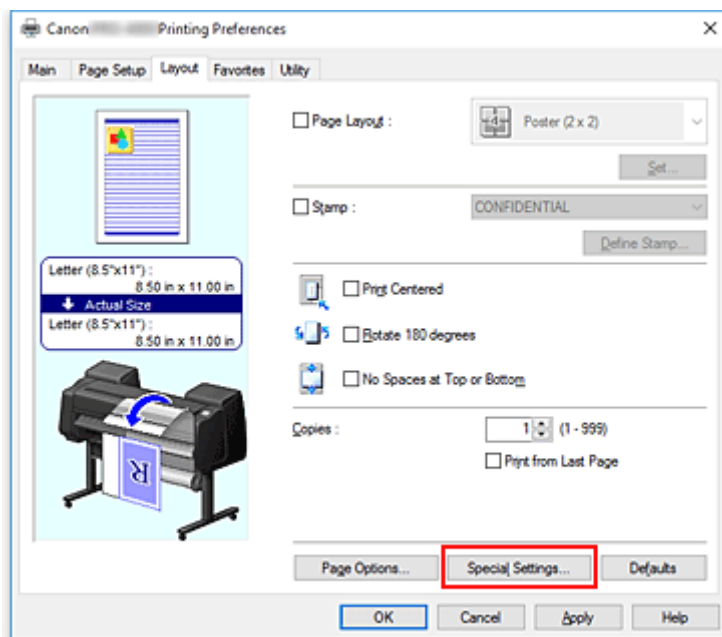 Canon Printing Preferences
Main Page Setup Layout Favorites Utility
Page Layout : 4 Poster (2 x 2)
Set...
Stamp : CONFIDENTIAL
Define Stamp...
Letter (8.5"x11") :
8.50 in x 11.00 in
Actual Size
Letter (8.5"x11") :
8.50 in x 11.00 in
Print Centered
Rotate 180 degrees
No Spaces at Top or Bottom
Copies : 1 (1 - 999)
Print from Last Page
R
Page Options... Special Settings... Defaults
OK Cancel Apply Help